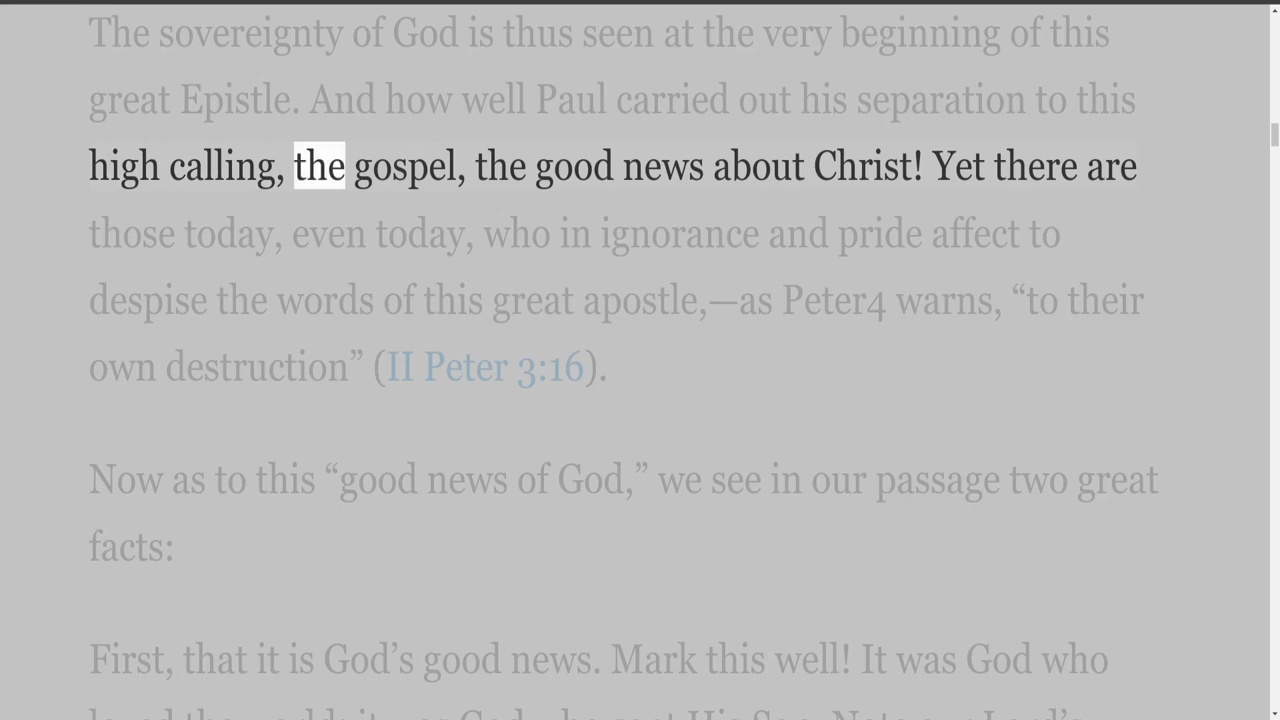 The sovereignty of God is thus seen at the very beginning of this
great Epistle. And how well Paul carried out his separation to this
high calling, the gospel, the good news about Christ! Yet there are
those today, even today, who in ignorance and pride affect to
despise the words of this great apostle,—as Peter4 warns, “to their
own destruction” (II Peter 3:16).
Now as to this “good news of God,” we see in our passage two great
facts:
First, that it is God’s good news. Mark this well! It was God who